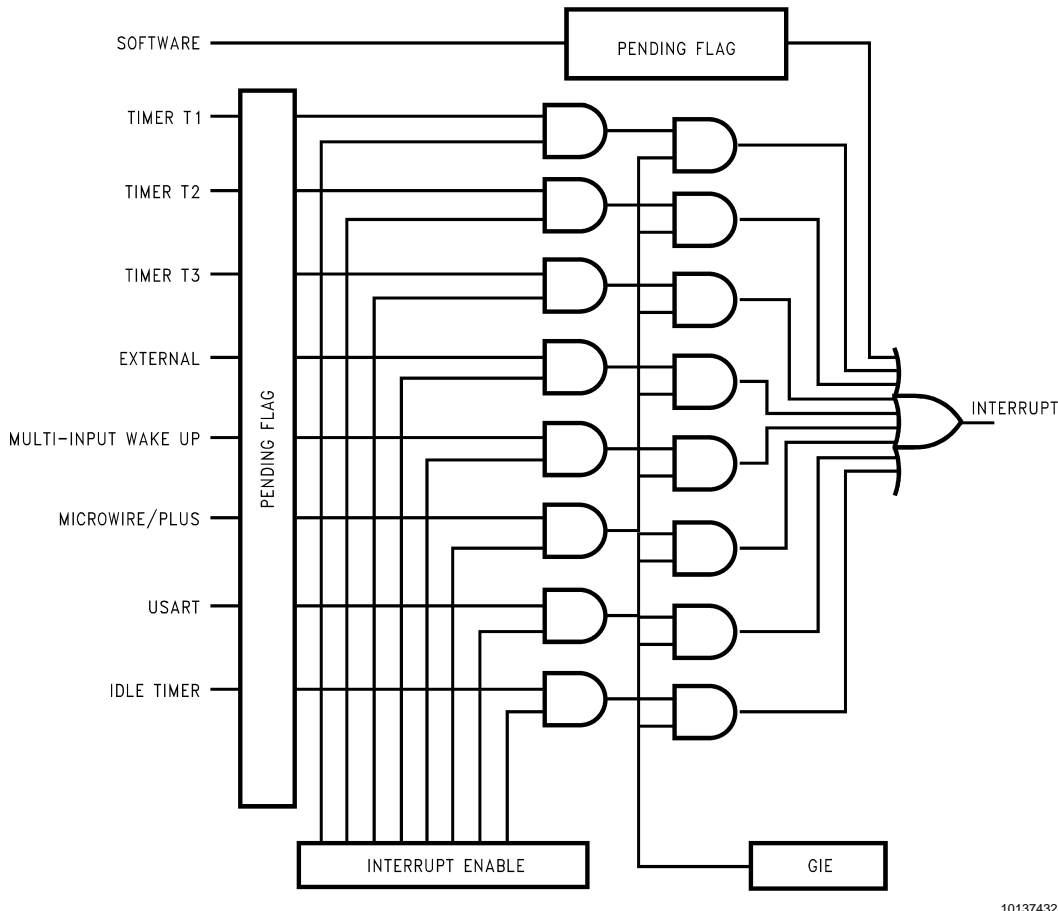 SOFTWARE
PENDING FLAG
TIMER T1
TIMER T2
TIMER T3
EXTERNAL
MULTI-INPUT WAKE UP
MICROWIRE/PLUS
USART
IDLE TIMER
PENDING FLAG
INTERRUPT
INTERRUPT ENABLE
GIE
10137432